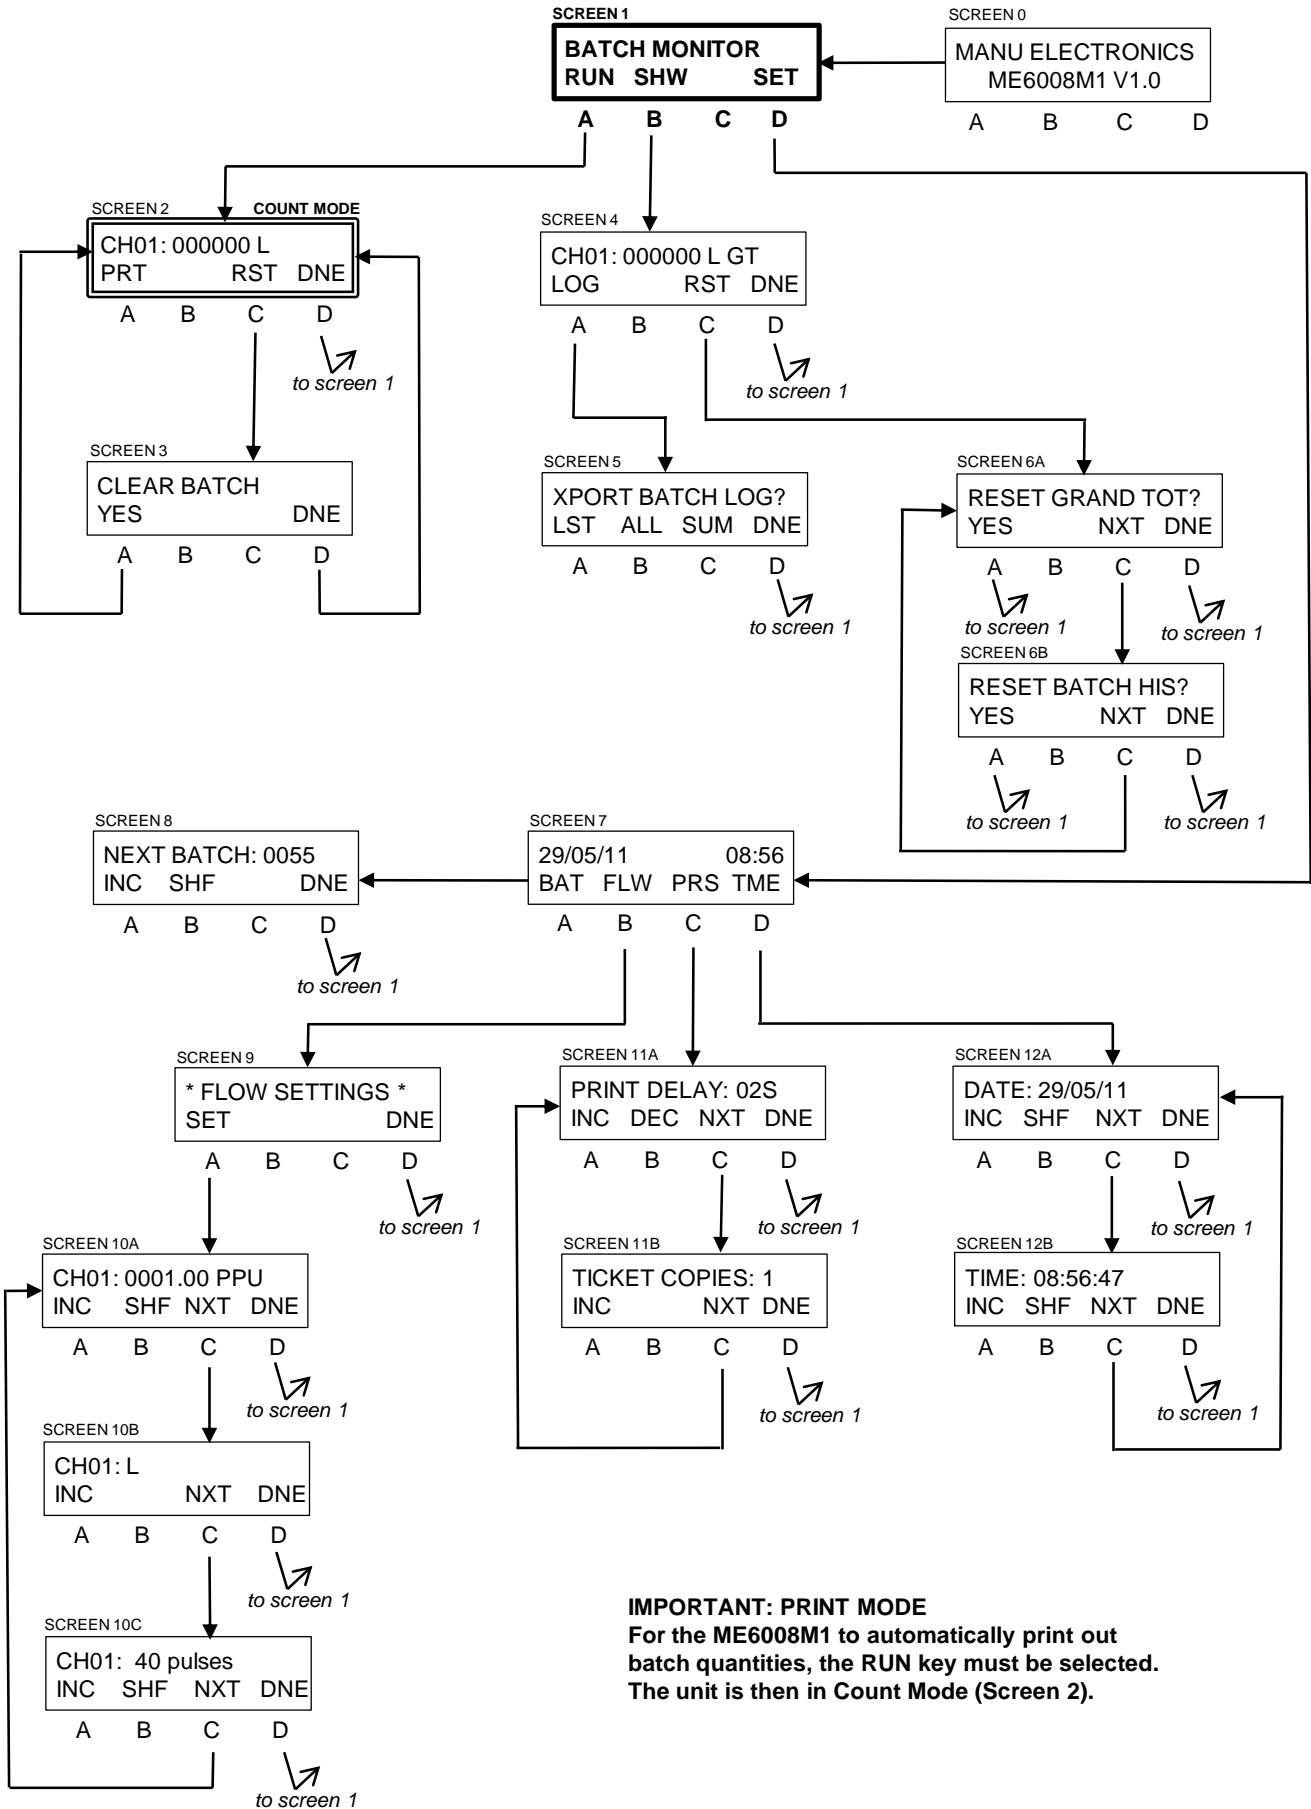 SCREEN 1
BATCH MONITOR
RUN SHW SET
A B C D
SCREEN 0
MANU ELECTRONICS
ME6008M1 V1.0
A B C D
SCREEN 2 COUNT MODE
CH01: 000000 L
PRT RST DNE
A B C D
to screen 1
SCREEN 3
CLEAR BATCH
YES DNE
A B C D
SCREEN 4
CH01: 000000 L GT
LOG RST DNE
A B C D
to screen 1
SCREEN 5
XPORT BATCH LOG?
LST ALL SUM DNE
A B C D
to screen 1
SCREEN 6A
RESET GRAND TOT?
YES NXT DNE
A B C D
to screen 1 to screen 1
SCREEN 6B
RESET BATCH HIS?
YES NXT DNE
A B C D
to screen 1 to screen 1
SCREEN 8
NEXT BATCH: 0055
INC SHF DNE
A B C D
to screen 1
SCREEN 7
29/05/11 08:56
BAT FLW PRS TME
A B C D
SCREEN 9
* FLOW SETTINGS *
SET DNE
A B C D
to screen 1
SCREEN 10A
CH01: 0001.00 PPU
INC SHF NXT DNE
A B C D
to screen 1
SCREEN 10B
CH01: L
INC NXT DNE
A B C D
to screen 1
SCREEN 10C
CH01: 40 pulses
INC SHF NXT DNE
A B C D
to screen 1
SCREEN 11A
PRINT DELAY: 02S
INC DEC NXT DNE
A B C D
to screen 1
SCREEN 11B
TICKET COPIES: 1
INC NXT DNE
A B C D
to screen 1
SCREEN 12A
DATE: 29/05/11
INC SHF NXT DNE
A B C D
to screen 1
SCREEN 12B
TIME: 08:56:47
INC SHF NXT DNE
A B C D
to screen 1
IMPORTANT: PRINT MODE
For the ME6008M1 to automatically print out
batch quantities, the RUN key must be selected.
The unit is then in Count Mode (Screen 2).